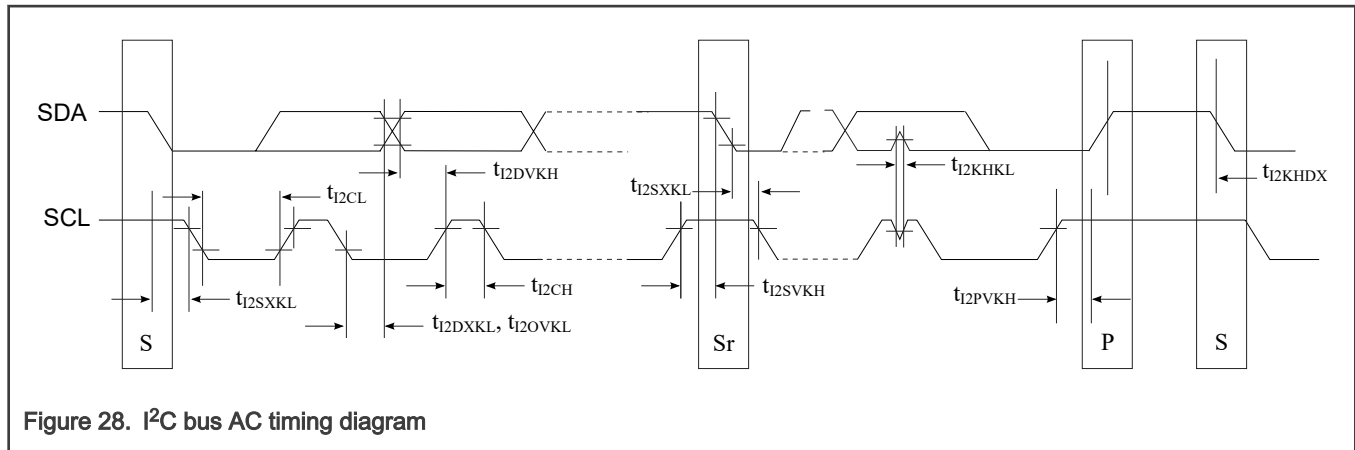 SDA
tI2DVKH
tI2KHKL
tI2KHDX
tI2CL
tI2SXKL
SCL
tI2SXKL
tI2CH
tI2SVKH
tI2PVKH
tI2DXKL, tI2OVKL
S
Sr
P
S
Figure 28. I²C bus AC timing diagram